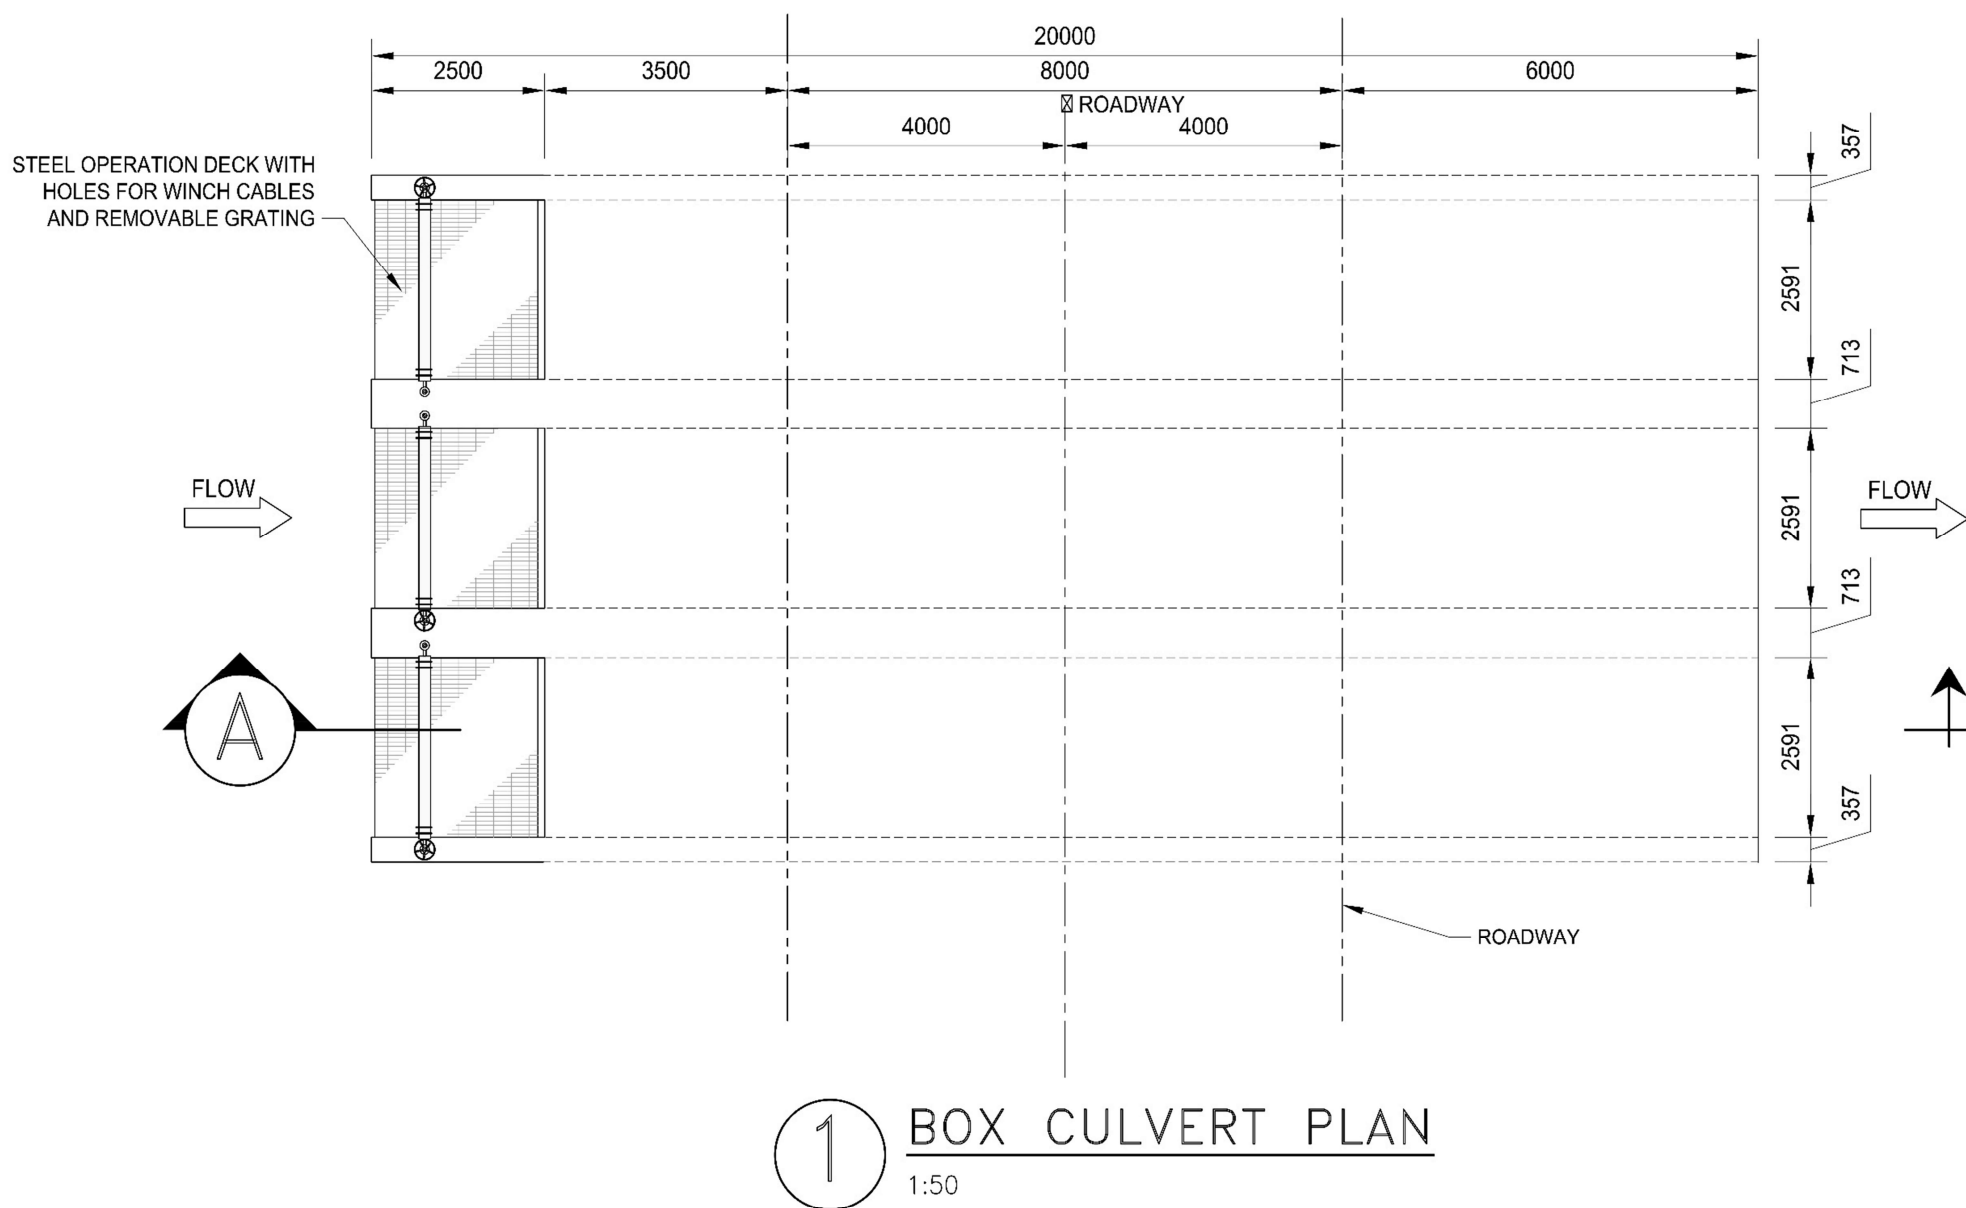 20000
2500
3500
8000
6000
ROADWAY
4000
4000
357
STEEL OPERATION DECK WITH
HOLES FOR WINCH CABLES
AND REMOVABLE GRATING
2591
713
FLOW
FLOW
2591
713
A
2591
357
ROADWAY
1
BOX CULVERT PLAN
1:50